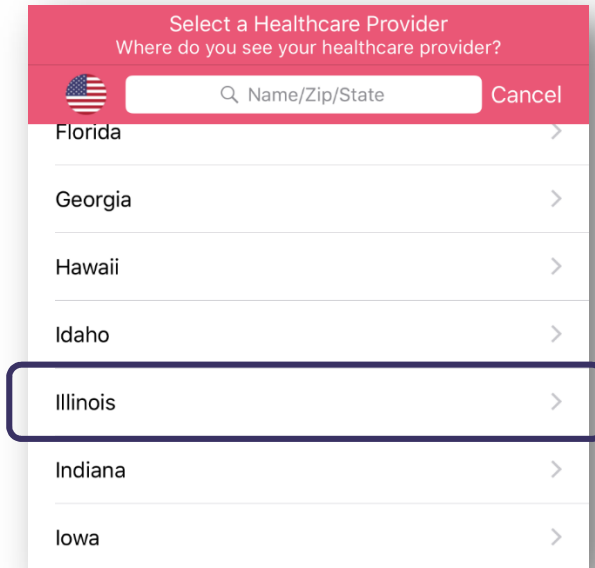 Select a Healthcare Provider
Where do you see your healthcare provider?
Name/Zip/State
Cancel
Florida
Georgia
Hawaii
Idaho
Illinois
Indiana
Iowa